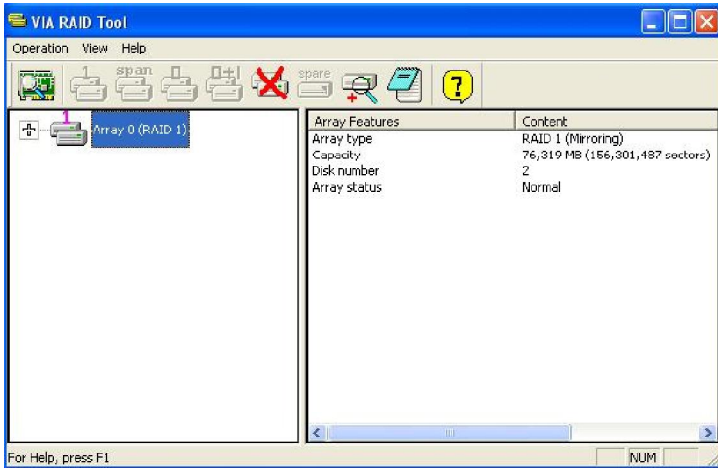 VIA RAID Tool
Operation View Help
1 span spare
1
Array 0 (RAID 1)
Array Features Content
Array type RAID 1 (Mirroring)
Capacity 76,319 MB (156,301,487 sectors)
Disk number 2
Array status Normal
For Help, press F1 NUM